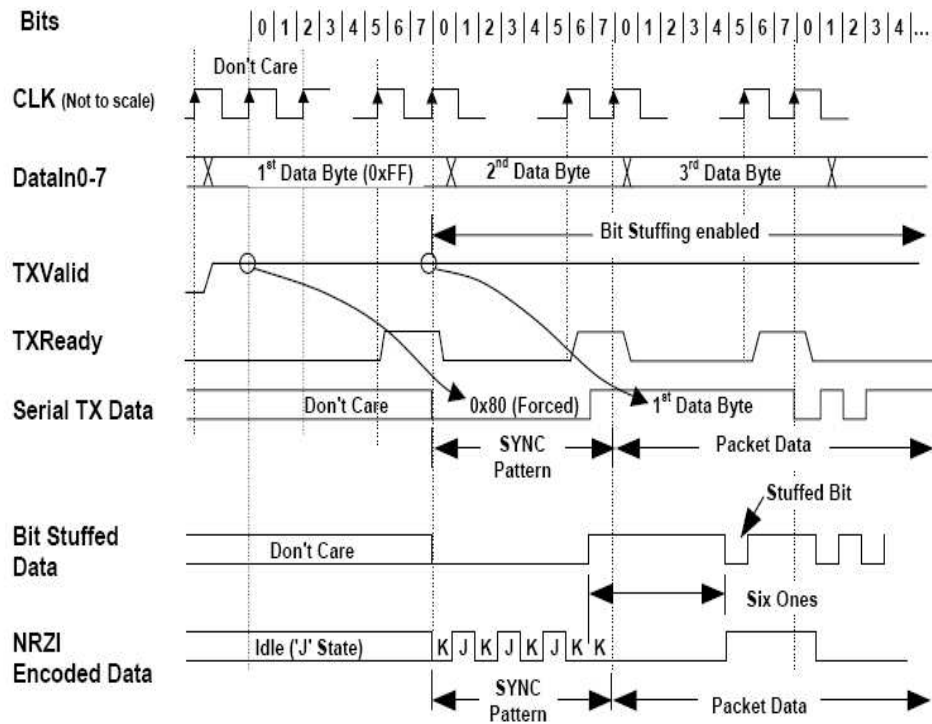 Bits 0 1 2 3 4 5 6 7 0 1 2 3 4 5 6 7 0 1 2 3 4 5 6 7 0 1 2 3 4 ...
Don't Care
CLK (Not to scale)
DataIn0-7 1st Data Byte (0xFF) 2nd Data Byte 3rd Data Byte
Bit Stuffing enabled
TXValid
TXReady
Serial TX Data Don't Care 0x80 (Forced) 1st Data Byte
SYNC Pattern
Packet Data
Stuffed Bit
Bit Stuffed Data
Don't Care
Six Ones
NRZI Encoded Data
Idle ('J' State) K J K J K J K K
SYNC Pattern
Packet Data